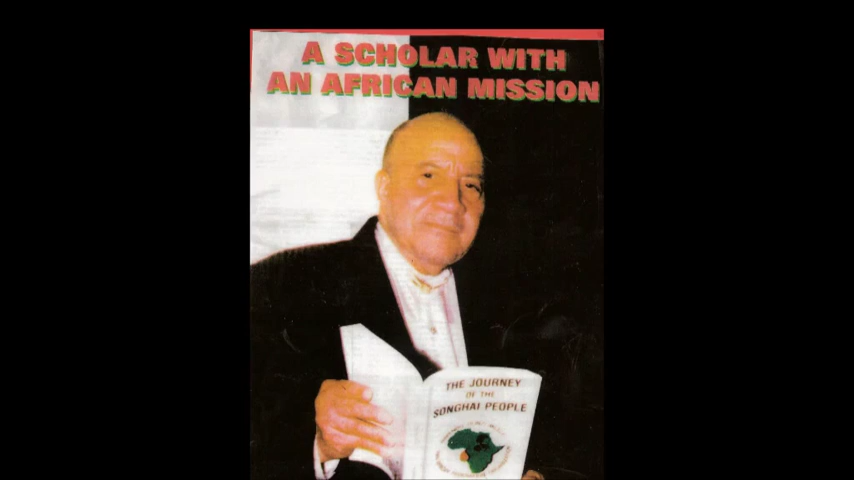 A SCHOLAR WITH
AN AFRICAN MISSION
THE JOURNEY
OF THE
SONGHAI PEOPLE